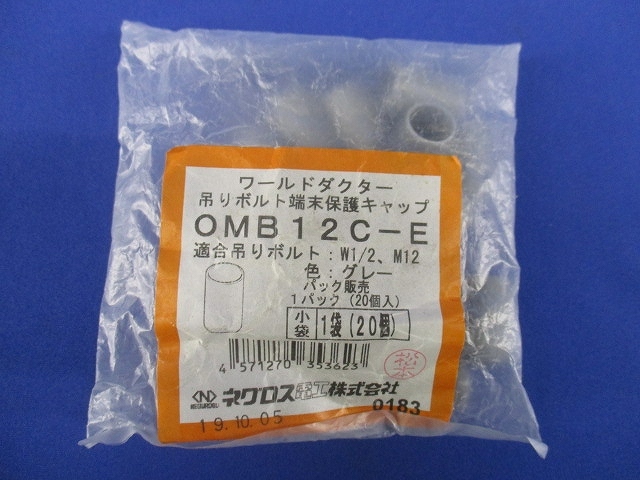 ワールドダクター
吊りボルト端末保護キャップ
OMB12C-E
適合吊りボルト：W1/2、M12
色：グレー
パック販売
1パック（20個入）
小袋 1袋（20個）
4 571270 353623
NEGUROSU ネグロス電工株式会社
19.10.05
0183